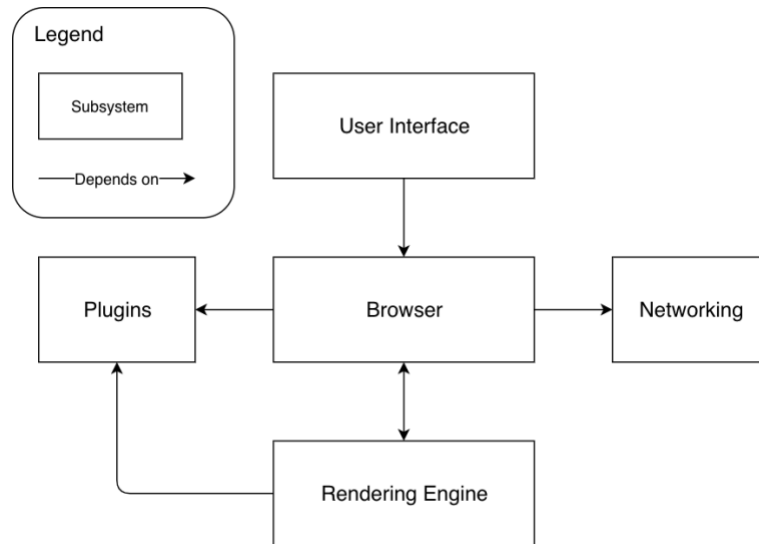 Legend
Subsystem
Depends on
User Interface
Plugins
Browser
Networking
Rendering Engine